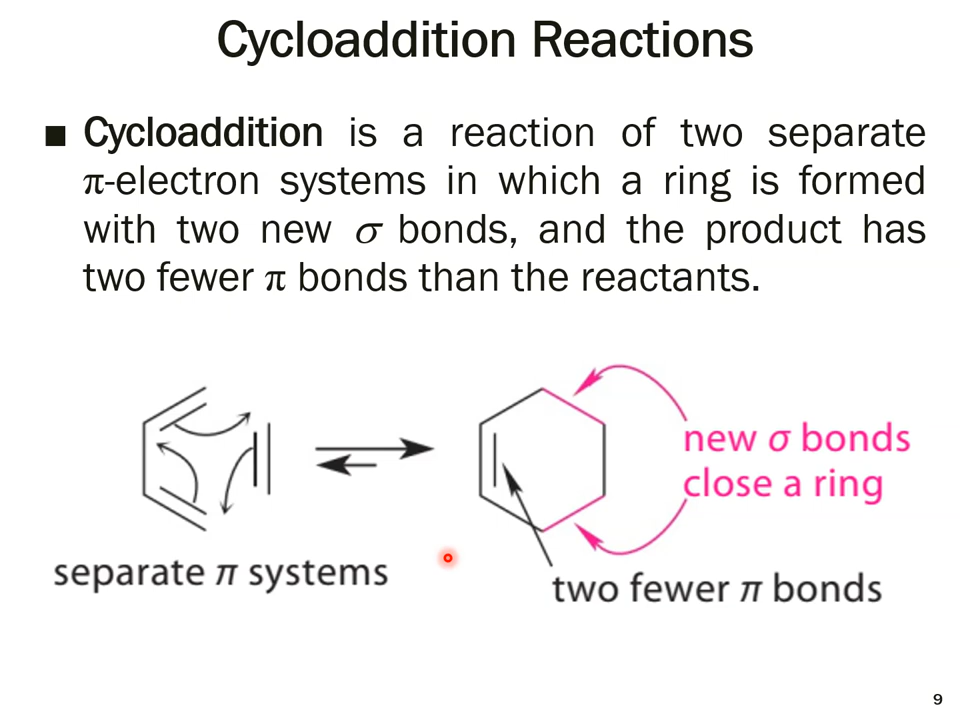 Cycloaddition Reactions
■ Cycloaddition is a reaction of two separate
π-electron systems in which a ring is formed
with two new σ bonds, and the product has
two fewer π bonds than the reactants.
new σ bonds
close a ring
separate π systems
two fewer π bonds
9